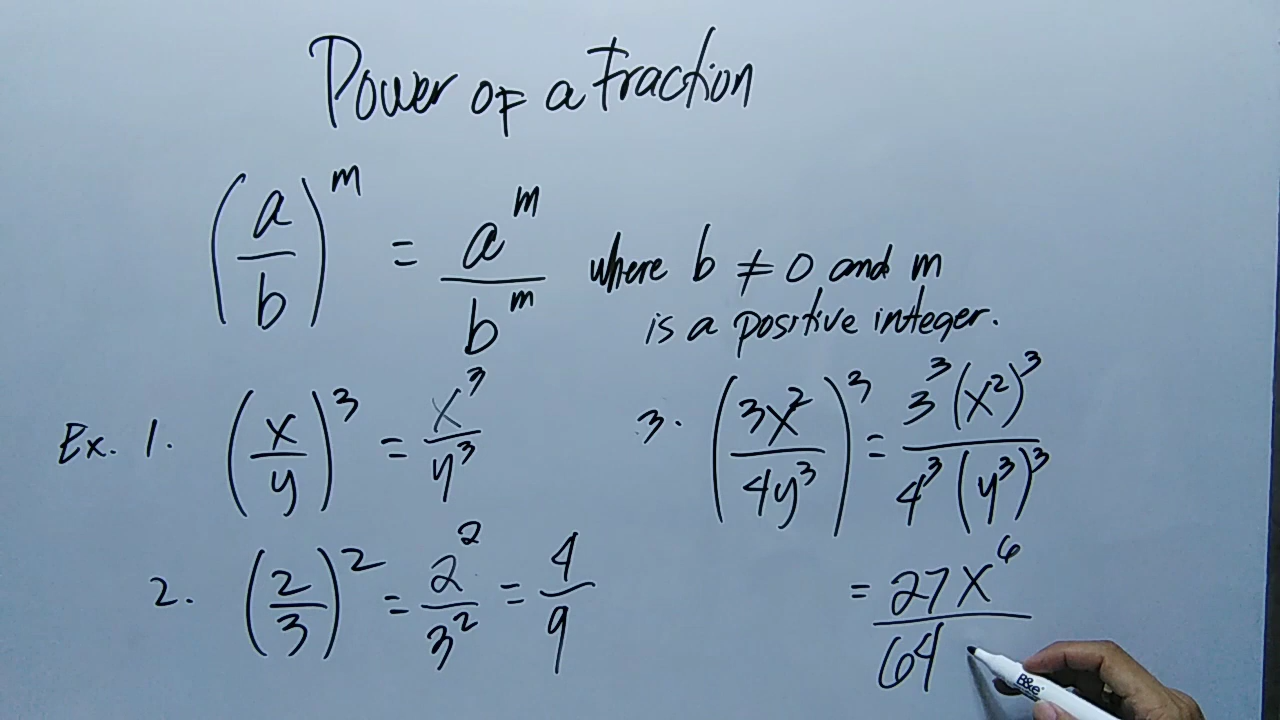 Power of a Fraction
(a/b)^m = a^m/b^m where b ≠ 0 and m
is a positive integer.
Ex. 1. (x/y)^3 = x^3/y^3
2. (2/3)^2 = 2^2/3^2 = 4/9
3. (3x^2/4y^3)^3 = 3^3(x^2)^3/4^3(y^3)^3
= 27x^6/64
B&e